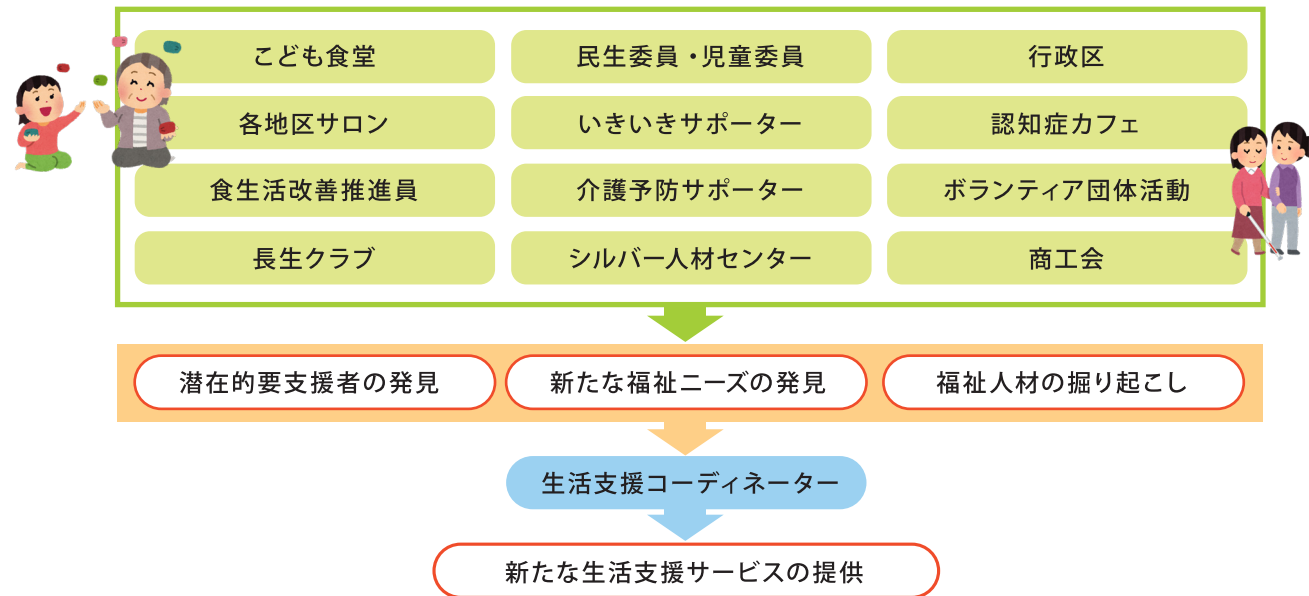 こども食堂
民生委員・児童委員
行政区
各地区サロン
いきいきサポーター
認知症カフェ
食生活改善推進員
介護予防サポーター
ボランティア団体活動
長生クラブ
シルバー人材センター
商工会
潜在的要支援者の発見
新たな福祉ニーズの発見
福祉人材の掘り起こし
生活支援コーディネーター
新たな生活支援サービスの提供